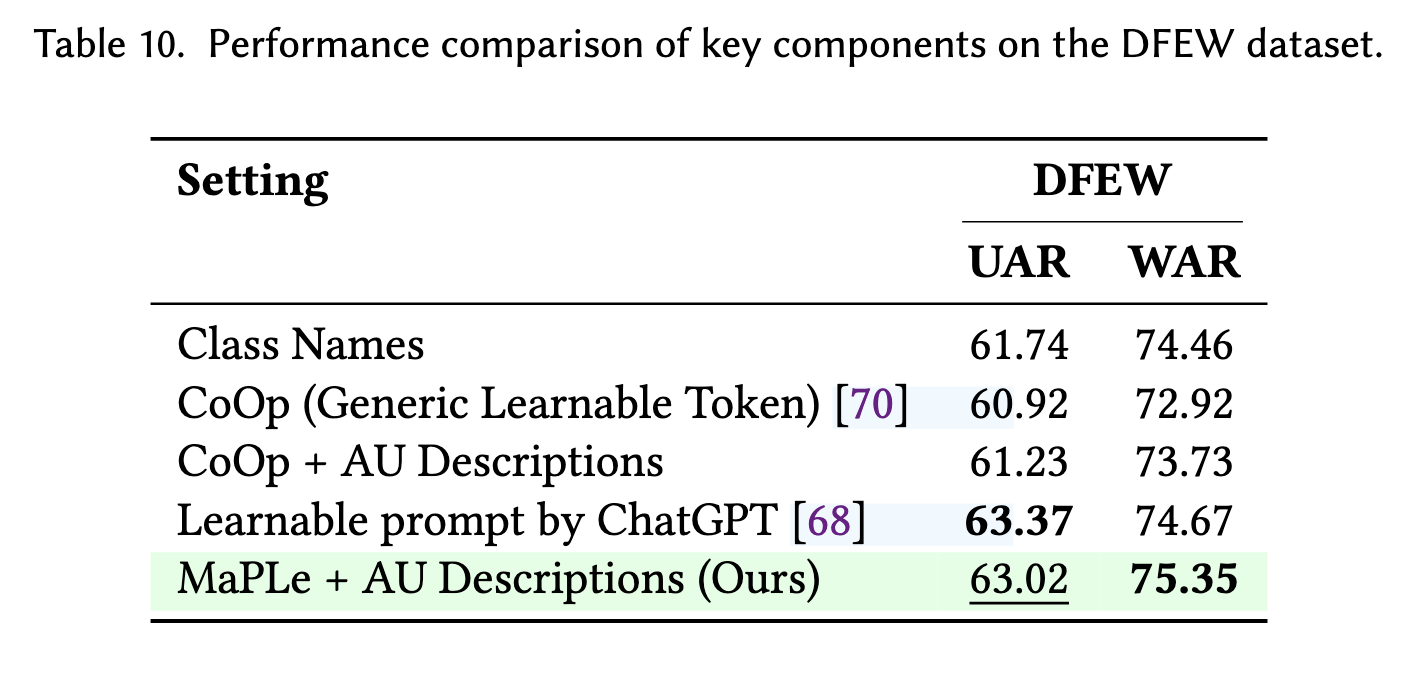 Table 10. Performance comparison of key components on the DFEW dataset.
Setting DFEW
UAR WAR
Class Names 61.74 74.46
CoOp (Generic Learnable Token) [70] 60.92 72.92
CoOp + AU Descriptions 61.23 73.73
Learnable prompt by ChatGPT [68] 63.37 74.67
MaPLe + AU Descriptions (Ours) 63.02 75.35